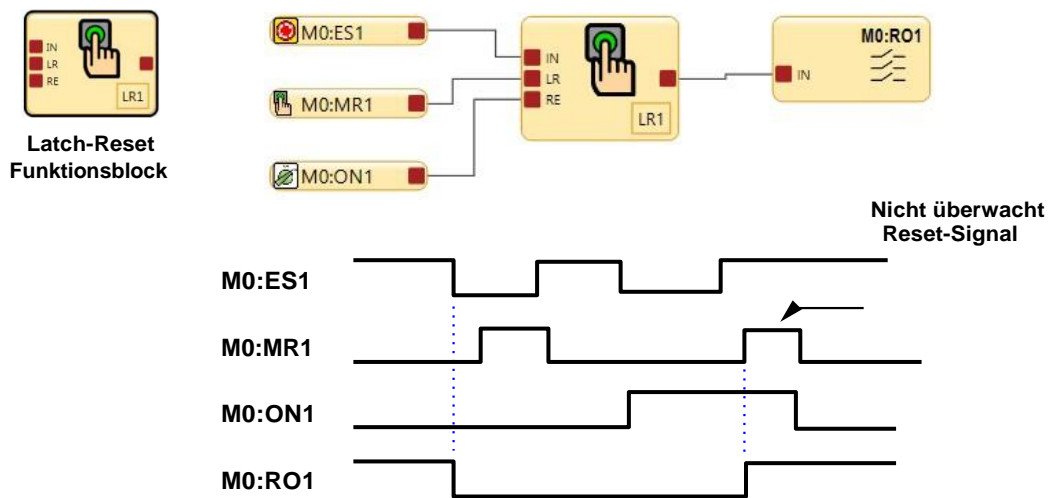 IN
LR
RE
LR1
Latch-Reset
Funktionsblock
M0:ES1
M0:MR1
M0:ON1
IN
LR
RE
LR1
M0:RO1
IN
Nicht überwacht
Reset-Signal
M0:ES1
M0:MR1
M0:ON1
M0:RO1